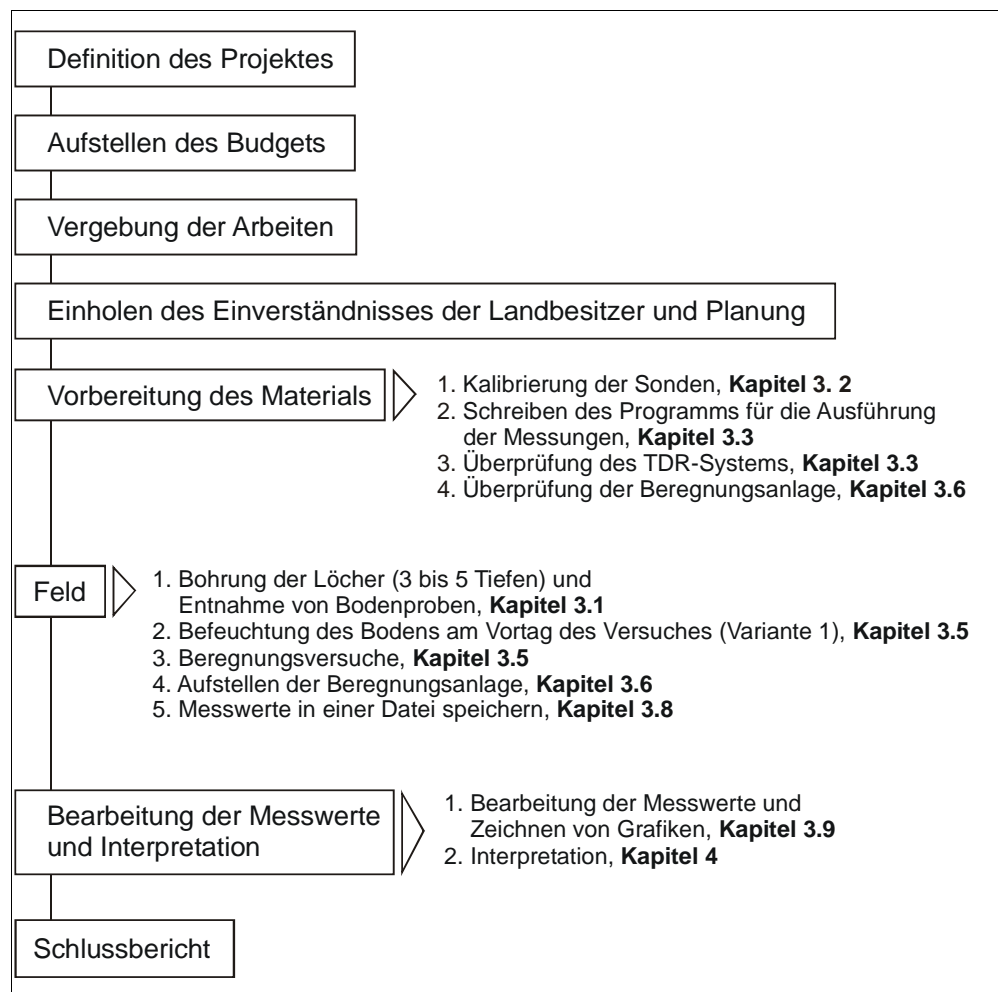 Definition des Projektes
Aufstellen des Budgets
Vergebung der Arbeiten
Einholen des Einverständnisses der Landbesitzer und Planung
Vorbereitung des Materials
1. Kalibrierung der Sonden, Kapitel 3. 2
2. Schreiben des Programms für die Ausführung
der Messungen, Kapitel 3.3
3. Überprüfung des TDR-Systems, Kapitel 3.3
4. Überprüfung der Beregnungsanlage, Kapitel 3.6
Feld
1. Bohrung der Löcher (3 bis 5 Tiefen) und
Entnahme von Bodenproben, Kapitel 3.1
2. Befeuchtung des Bodens am Vortag des Versuches (Variante 1), Kapitel 3.5
3. Beregnungsversuche, Kapitel 3.5
4. Aufstellen der Beregnungsanlage, Kapitel 3.6
5. Messwerte in einer Datei speichern, Kapitel 3.8
Bearbeitung der Messwerte
und Interpretation
1. Bearbeitung der Messwerte und
Zeichnen von Grafiken, Kapitel 3.9
2. Interpretation, Kapitel 4
Schlussbericht